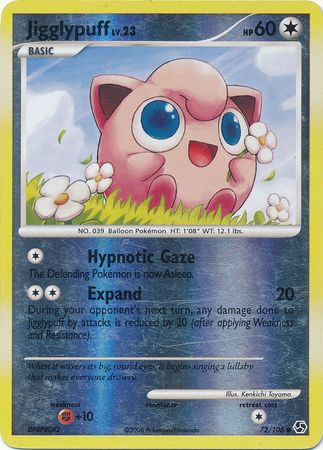 Jigglypuff LV.23 HP 60
BASIC
NO. 039 Balloon Pokémon HT: 1'08" WT: 12.1 lbs.
Hypnotic Gaze
The Defending Pokémon is now Asleep.
Expand 20
During your opponent's next turn, any damage done to
Jigglypuff by attacks is reduced by 20 (after applying Weakness
and Resistance).
When it wavers its big, round eyes, it begins singing a lullaby
that makes everyone drowsy.
Illus. Kenkichi Toyama
weakness resistance retreat cost
+10
DPBP#042 ©2008 Pokémon/Nintendo 72/106